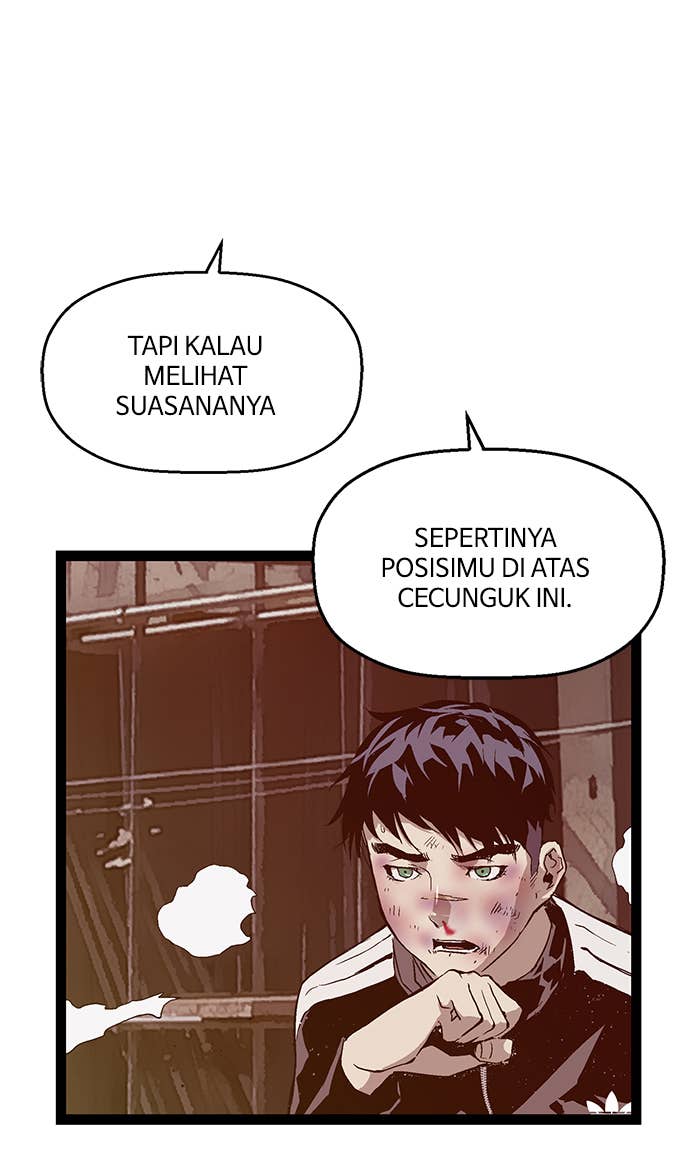 TAPI KALAU
MELIHAT
SUASANANYA
SEPERTINYA
POSISIMU DI ATAS
CECUNGUK INI.